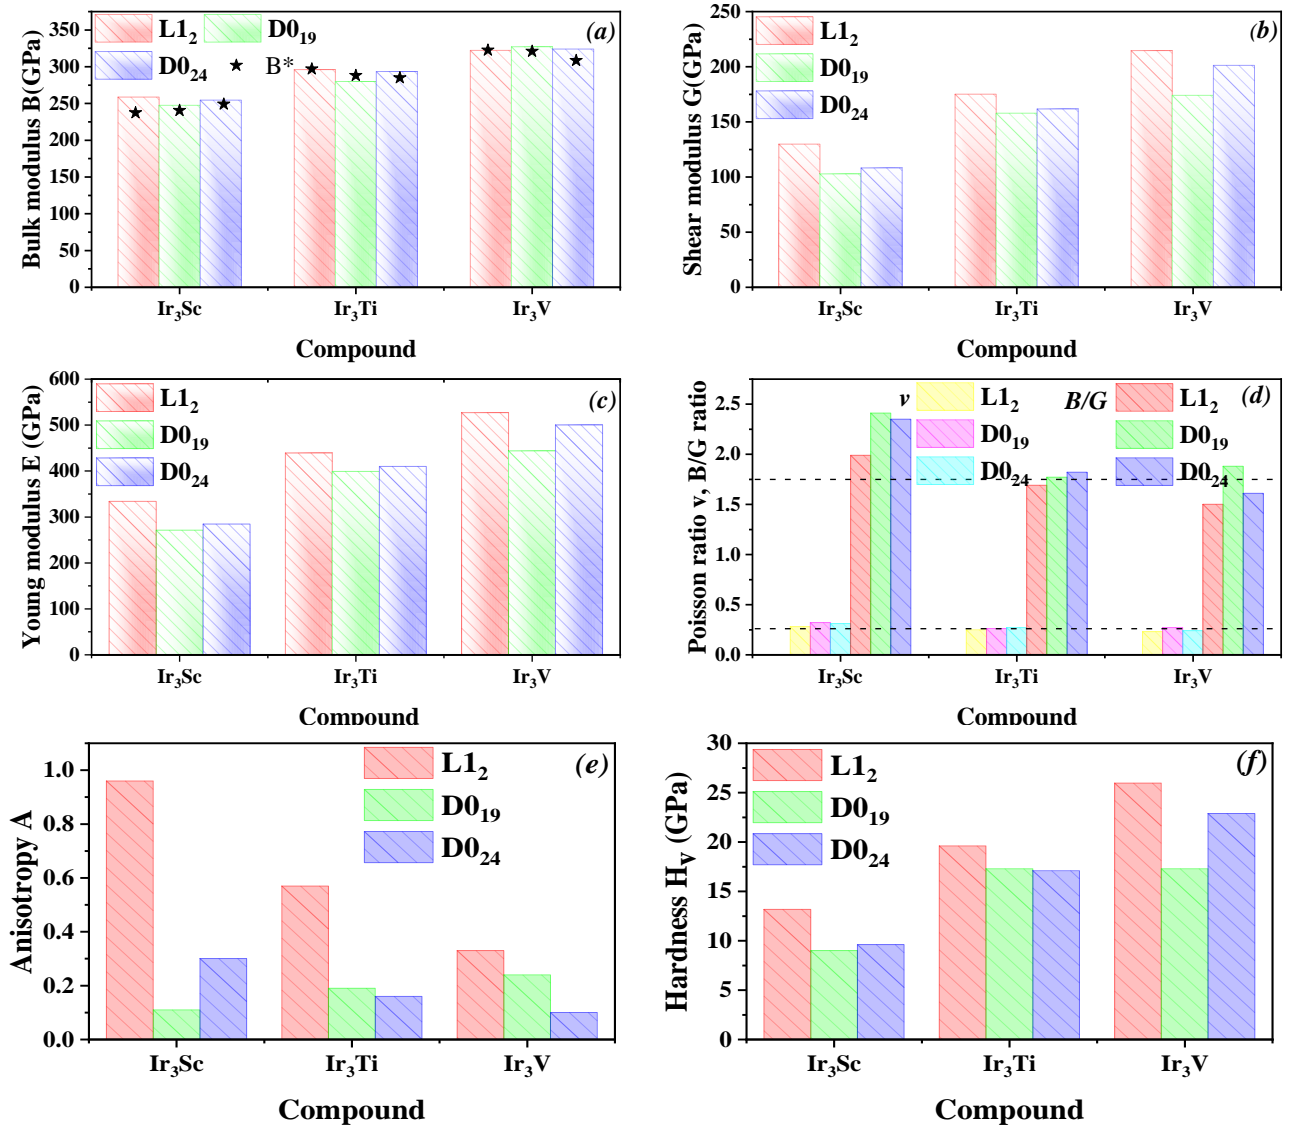 (a)
L1₂
D0₁₉
D0₂₄
B*
Bulk modulus B(GPa)
350
300
250
200
150
100
50
0
Ir₃Sc
Ir₃Ti
Ir₃V
Compound
(b)
L1₂
D0₁₉
D0₂₄
Shear modulus G(GPa)
250
200
150
100
50
0
Ir₃Sc
Ir₃Ti
Ir₃V
Compound
(c)
L1₂
D0₁₉
D0₂₄
Young modulus E (GPa)
600
500
400
300
200
100
0
Ir₃Sc
Ir₃Ti
Ir₃V
Compound
(d)
v
L1₂
D0₁₉
D0₂₄
B/G
L1₂
D0₁₉
D0₂₄
Poisson ratio v, B/G ratio
2.5
2.0
1.5
1.0
0.5
0.0
Ir₃Sc
Ir₃Ti
Ir₃V
Compound
(e)
L1₂
D0₁₉
D0₂₄
Anisotropy A
1.0
0.8
0.6
0.4
0.2
0.0
Ir₃Sc
Ir₃Ti
Ir₃V
Compound
(f)
L1₂
D0₁₉
D0₂₄
Hardness Hᵥ (GPa)
30
25
20
15
10
5
0
Ir₃Sc
Ir₃Ti
Ir₃V
Compound